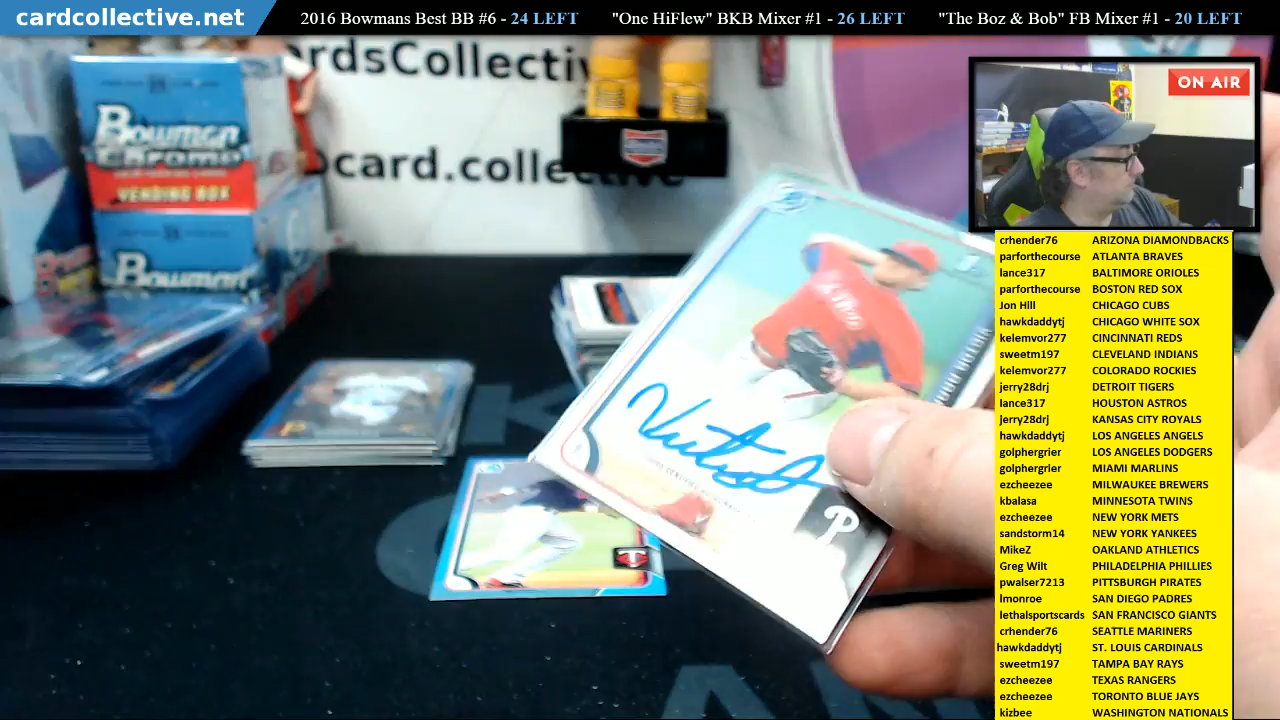 cardcollective.net
2016 Bowmans Best BB #6 - 24 LEFT
"One HiFlew" BKB Mixer #1 - 26 LEFT
"The Boz & Bob" FB Mixer #1 - 20 LEFT
rdsCollectiv
card.collective
Bowman
Chrome
VENDING BOX
Bowman
P
ON AIR
crhender76 ARIZONA DIAMONDBACKS
parforthecourse ATLANTA BRAVES
lance317 BALTIMORE ORIOLES
parforthecourse BOSTON RED SOX
Jon Hill CHICAGO CUBS
hawkdaddytj CHICAGO WHITE SOX
kelemvor277 CINCINNATI REDS
sweetm197 CLEVELAND INDIANS
kelemvor277 COLORADO ROCKIES
jerry28drj DETROIT TIGERS
lance317 HOUSTON ASTROS
jerry28drj KANSAS CITY ROYALS
hawkdaddytj LOS ANGELES ANGELS
golphergrier LOS ANGELES DODGERS
golphergrier MIAMI MARLINS
ezcheezee MILWAUKEE BREWERS
kbalasa MINNESOTA TWINS
ezcheezee NEW YORK METS
sandstorm14 NEW YORK YANKEES
MikeZ OAKLAND ATHLETICS
Greg Wilt PHILADELPHIA PHILLIES
pwalser7213 PITTSBURGH PIRATES
lmonroe SAN DIEGO PADRES
lethalsportscards SAN FRANCISCO GIANTS
crhender76 SEATTLE MARINERS
hawkdaddytj ST. LOUIS CARDINALS
sweetm197 TAMPA BAY RAYS
ezcheezee TEXAS RANGERS
ezcheezee TORONTO BLUE JAYS
kizbee WASHINGTON NATIONALS